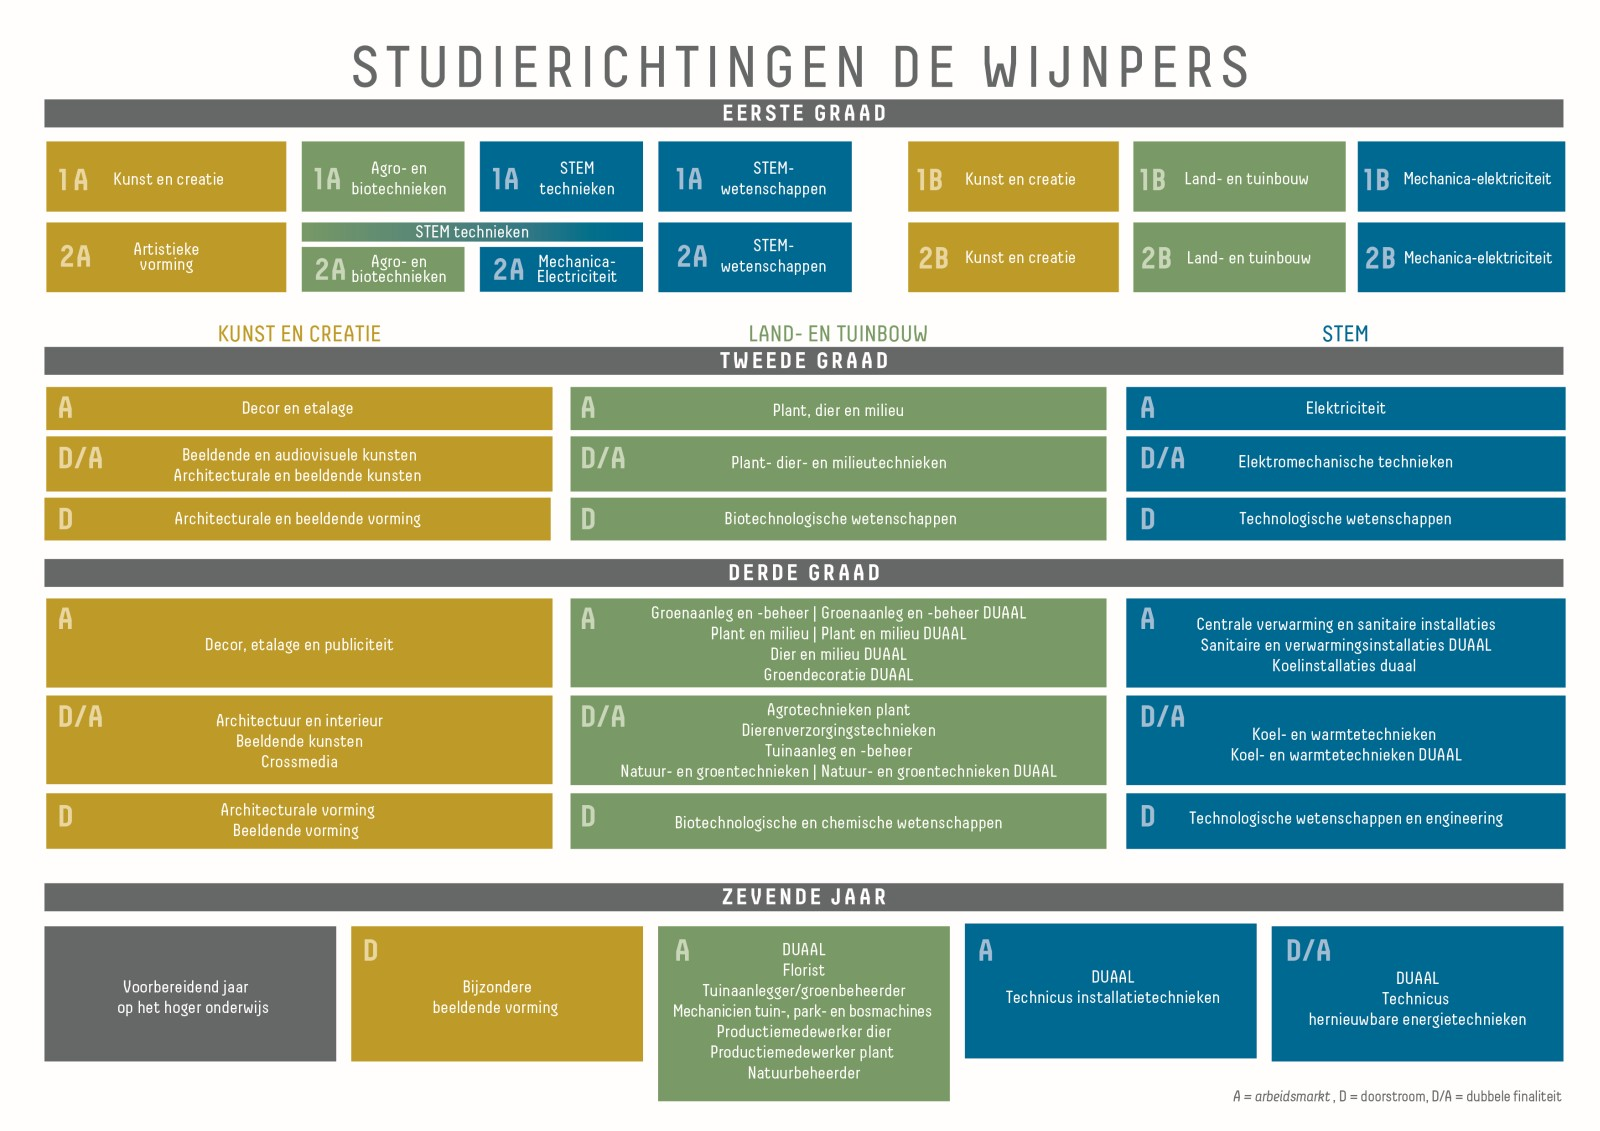 STUDIERICHTINGEN DE WIJNPERS
EERSTE GRAAD
1A Kunst en creatie
1A Agro- en
biotechnieken
1A STEM
technieken
1A STEM-
wetenschappen
1B Kunst en creatie
1B Land- en tuinbouw
1B Mechanica-elektriciteit
2A Artistieke
vorming
STEM technieken
2A Agro- en
biotechnieken
2A Mechanica-
Electriciteit
2A STEM-
wetenschappen
2B Kunst en creatie
2B Land- en tuinbouw
2B Mechanica-elektriciteit
KUNST EN CREATIE
LAND- EN TUINBOUW
STEM
TWEEDE GRAAD
A Decor en etalage
A Plant, dier en milieu
A Elektriciteit
D/A Beeldende en audiovisuele kunsten
Architecturale en beeldende kunsten
D/A Plant- dier- en milieutechnieken
D/A Elektromechanische technieken
D Architecturale en beeldende vorming
D Biotechnologische wetenschappen
D Technologische wetenschappen
DERDE GRAAD
A
Decor, etalage en publiciteit
A Groenaanleg en -beheer | Groenaanleg en -beheer DUAAL
Plant en milieu | Plant en milieu DUAAL
Dier en milieu DUAAL
Groendecoratie DUAAL
A Centrale verwarming en sanitaire installaties
Sanitaire en verwarmingsinstallaties DUAAL
Koelinstallaties duaal
D/A Architectuur en interieur
Beeldende kunsten
Crossmedia
D/A Agrotechnieken plant
Dierenverzorgingstechnieken
Tuinaanleg en -beheer
Natuur- en groentechnieken | Natuur- en groentechnieken DUAAL
D/A
Koel- en warmtetechnieken
Koel- en warmtetechnieken DUAAL
D Architecturale vorming
Beeldende vorming
D Biotechnologische en chemische wetenschappen
D Technologische wetenschappen en engineering
ZEVENDE JAAR
Voorbereidend jaar
op het hoger onderwijs
D
Bijzondere
beeldende vorming
A DUAAL
Florist
Tuinaanlegger/groenbeheerder
Mechanicien tuin-, park- en bosmachines
Productiemedewerker dier
Productiemedewerker plant
Natuurbeheerder
A
DUAAL
Technicus installatietechnieken
D/A
DUAAL
Technicus
hernieuwbare energietechnieken
A = arbeidsmarkt , D = doorstroom, D/A = dubbele finaliteit